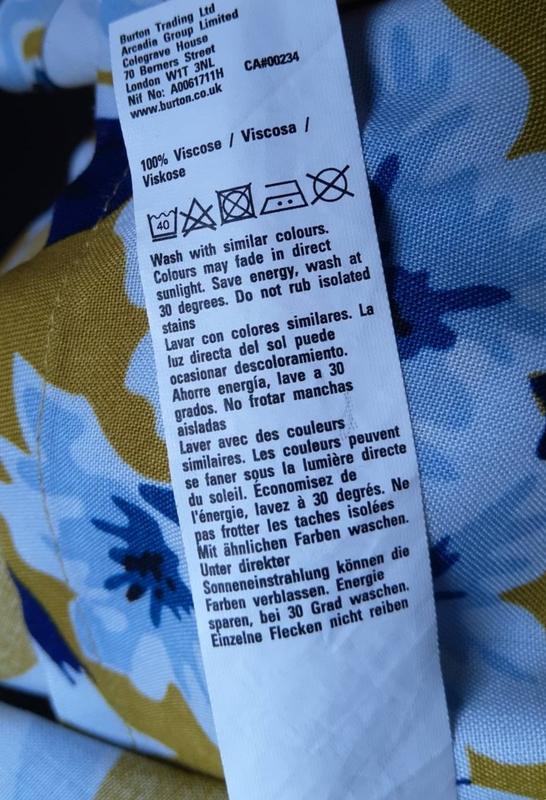 Burton Trading Ltd
Arcadia Group Limited
Colegrave House
70 Berners Street
London W1T 3NL
Nif No: A0061711H CA#00234
www.burton.co.uk
100% Viscose / Viscosa /
Viskose
40
Wash with similar colours.
Colours may fade in direct
sunlight. Save energy, wash at
30 degrees. Do not rub isolated
stains
Lavar con colores similares. La
luz directa del sol puede
ocasionar descoloramiento.
Ahorre energía, lave a 30
grados. No frotar manchas
aisladas
Laver avec des couleurs
similaires. Les couleurs peuvent
se faner sous la lumière directe
du soleil. Économisez de
l'énergie, lavez à 30 degrés. Ne
pas frotter les taches isolées
Mit ähnlichen Farben waschen.
Unter direkter
Sonneneinstrahlung können die
Farben verblassen. Energie
sparen, bei 30 Grad waschen.
Einzelne Flecken nicht reiben